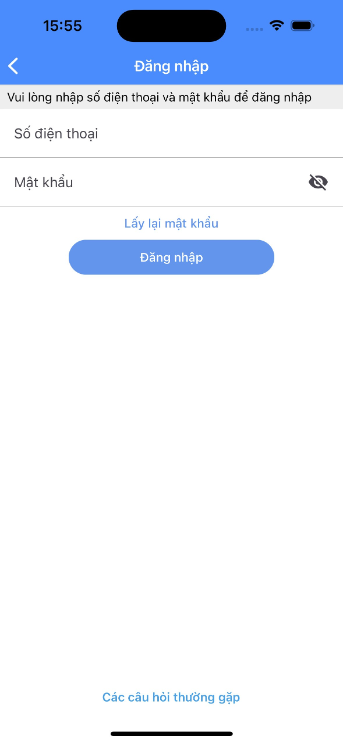 15:55
Đăng nhập
Vui lòng nhập số điện thoại và mật khẩu để đăng nhập
Số điện thoại
Mật khẩu
Lấy lại mật khẩu
Đăng nhập
Các câu hỏi thường gặp